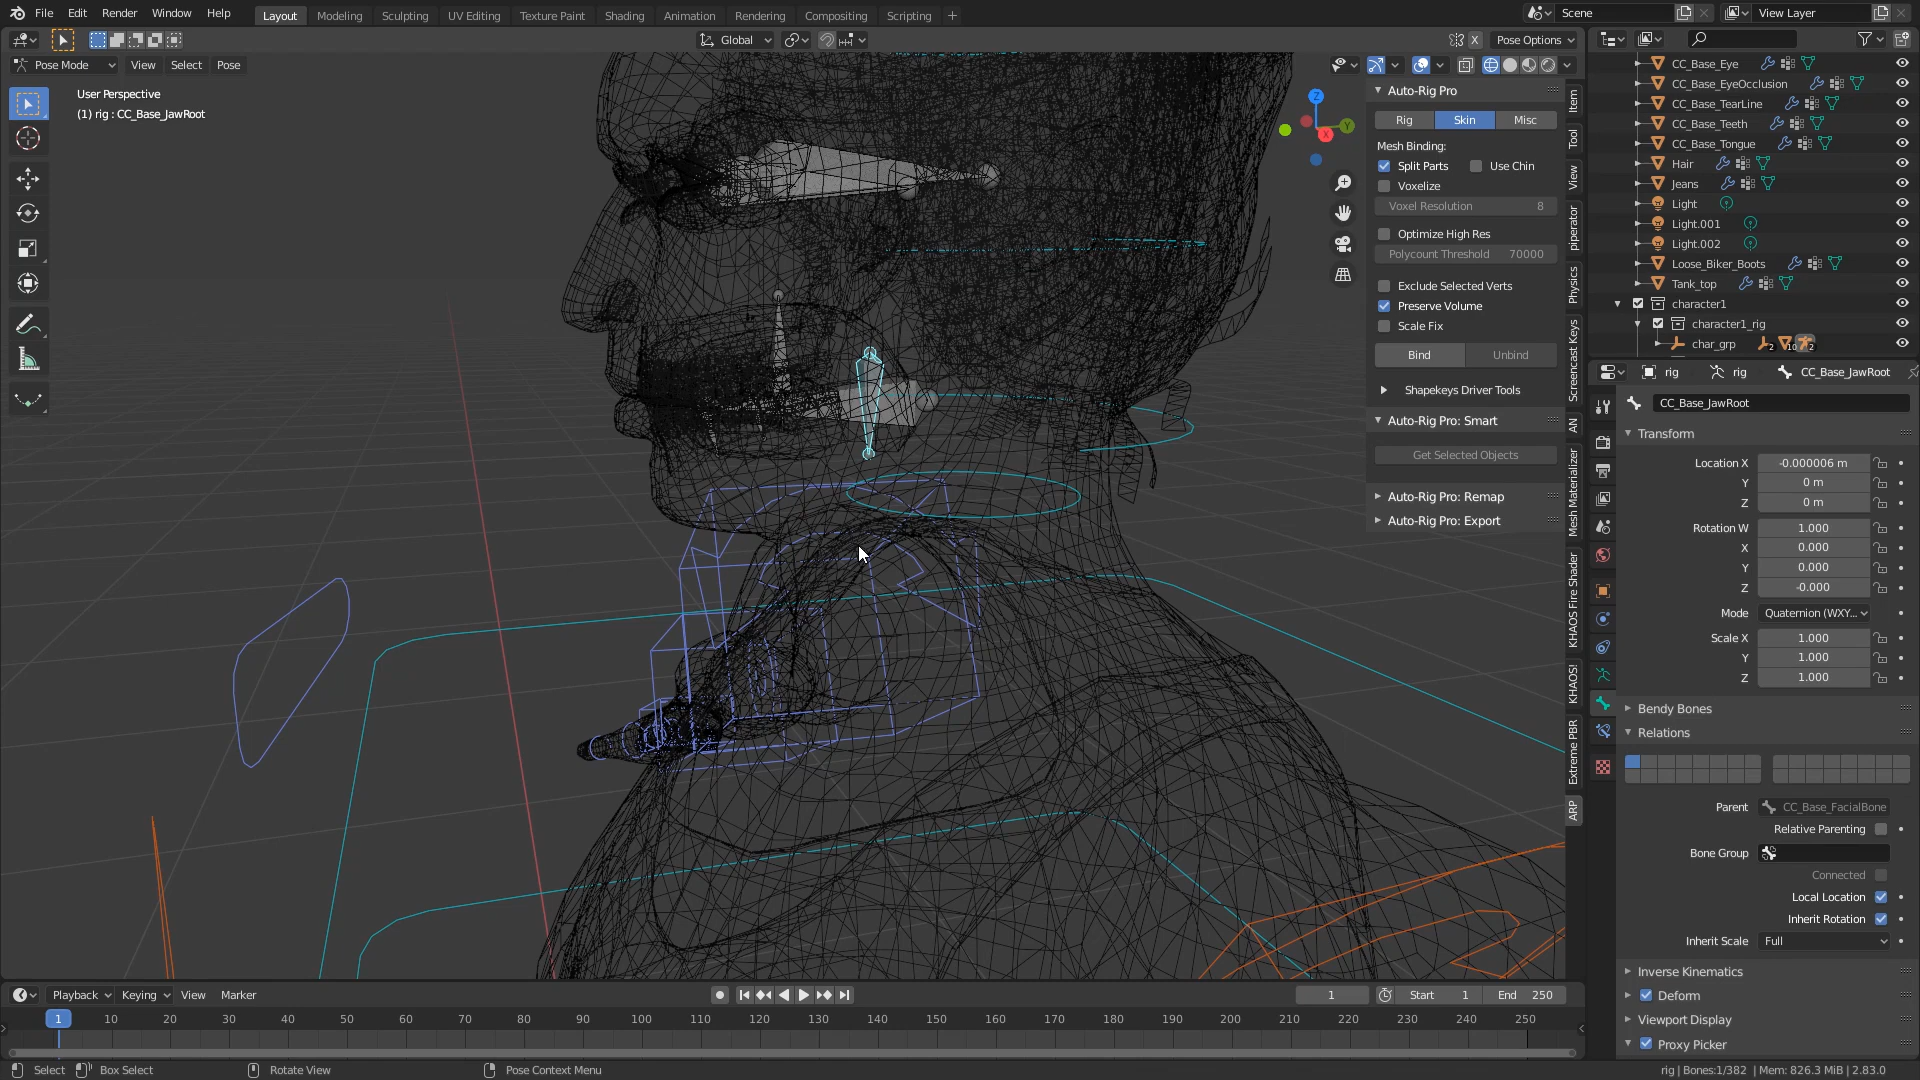 File Edit Render Window Help Layout Modeling Sculpting UV Editing Texture Paint Shading Animation Rendering Compositing Scripting + Scene View Layer
Global X Pose Options
Pose Mode View Select Pose
User Perspective
(1) rig : CC_Base_JawRoot
Z
Y
X
Auto-Rig Pro
Rig Skin Misc
Mesh Binding:
Split Parts Use Chin
Voxelize
Voxel Resolution 8
Optimize High Res
Polycount Threshold 70000
Exclude Selected Verts
Preserve Volume
Scale Fix
Bind Unbind
Shapekeys Driver Tools
Auto-Rig Pro: Smart
Get Selected Objects
Auto-Rig Pro: Remap
Auto-Rig Pro: Export
Item
Tool
View
piperator
Physics
Screencast Keys
AN
Mesh Materializer
KHAOS Fire Shader
KHAOS!
Extreme PBR
ARP
CC_Base_Eye
CC_Base_EyeOcclusion
CC_Base_TearLine
CC_Base_Teeth
CC_Base_Tongue
Hair
Jeans
Light
Light.001
Light.002
Loose_Biker_Boots
Tank_top
character1
character1_rig
char_grp 2 10 2
rig rig CC_Base_JawRoot
CC_Base_JawRoot
Transform
Location X -0.000006 m
Y 0 m
Z 0 m
Rotation W 1.000
X 0.000
Y 0.000
Z -0.000
Mode Quaternion (WXY...
Scale X 1.000
Y 1.000
Z 1.000
Bendy Bones
Relations
Parent CC_Base_FacialBone
Relative Parenting
Bone Group
Connected
Local Location
Inherit Rotation
Inherit Scale Full
Inverse Kinematics
Deform
Viewport Display
Proxy Picker
Playback Keying View Marker 1 Start 1 End 250
1 10 20 30 40 50 60 70 80 90 100 110 120 130 140 150 160 170 180 190 200 210 220 230 240 250
Select Box Select Rotate View Pose Context Menu rig | Bones:1/382 | Mem: 826.3 MiB | 2.83.0